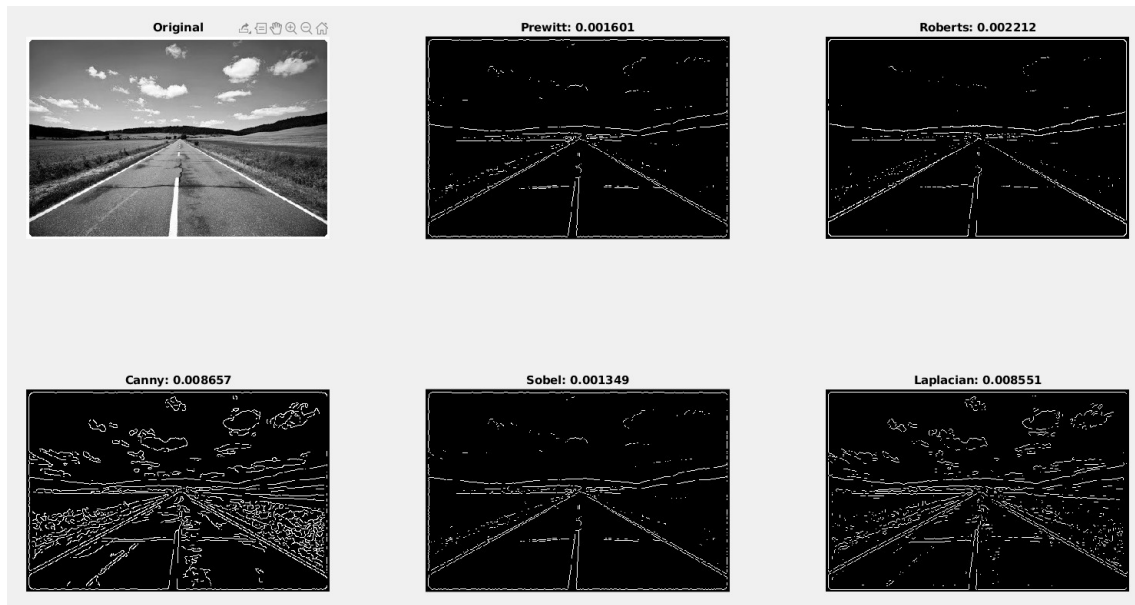 Original
Prewitt: 0.001601
Roberts: 0.002212
Canny: 0.008657
Sobel: 0.001349
Laplacian: 0.008551